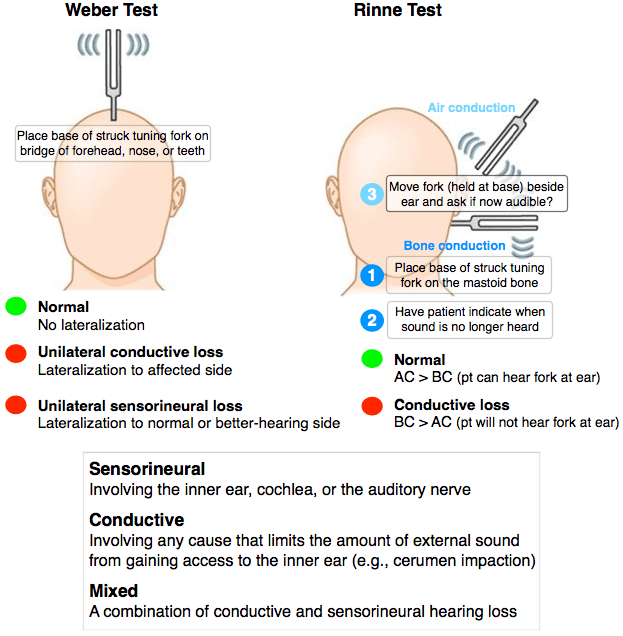 Weber Test
Place base of struck tuning fork on
bridge of forehead, nose, or teeth
Normal
No lateralization
Unilateral conductive loss
Lateralization to affected side
Unilateral sensorineural loss
Lateralization to normal or better-hearing side
Rinne Test
Air conduction
3
Move fork (held at base) beside
ear and ask if now audible?
Bone conduction
1
Place base of struck tuning
fork on the mastoid bone
2
Have patient indicate when
sound is no longer heard
Normal
AC > BC (pt can hear fork at ear)
Conductive loss
BC > AC (pt will not hear fork at ear)
Sensorineural
Involving the inner ear, cochlea, or the auditory nerve
Conductive
Involving any cause that limits the amount of external sound
from gaining access to the inner ear (e.g., cerumen impaction)
Mixed
A combination of conductive and sensorineural hearing loss